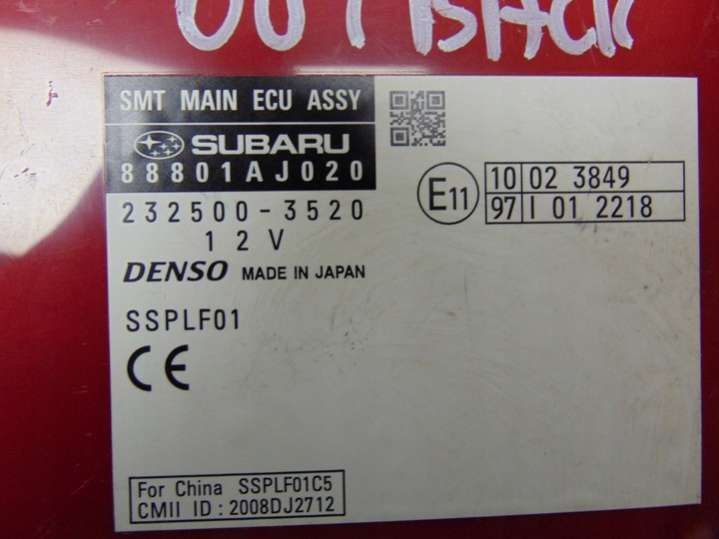 OUTBACK
SMT MAIN ECU ASSY
SUBARU
88801AJ020
232500-3520
12V
DENSO MADE IN JAPAN
SSPLF01
CE
E11
10 02 3849
97 I 01 2218
For China SSPLF01C5
CMII ID : 2008DJ2712